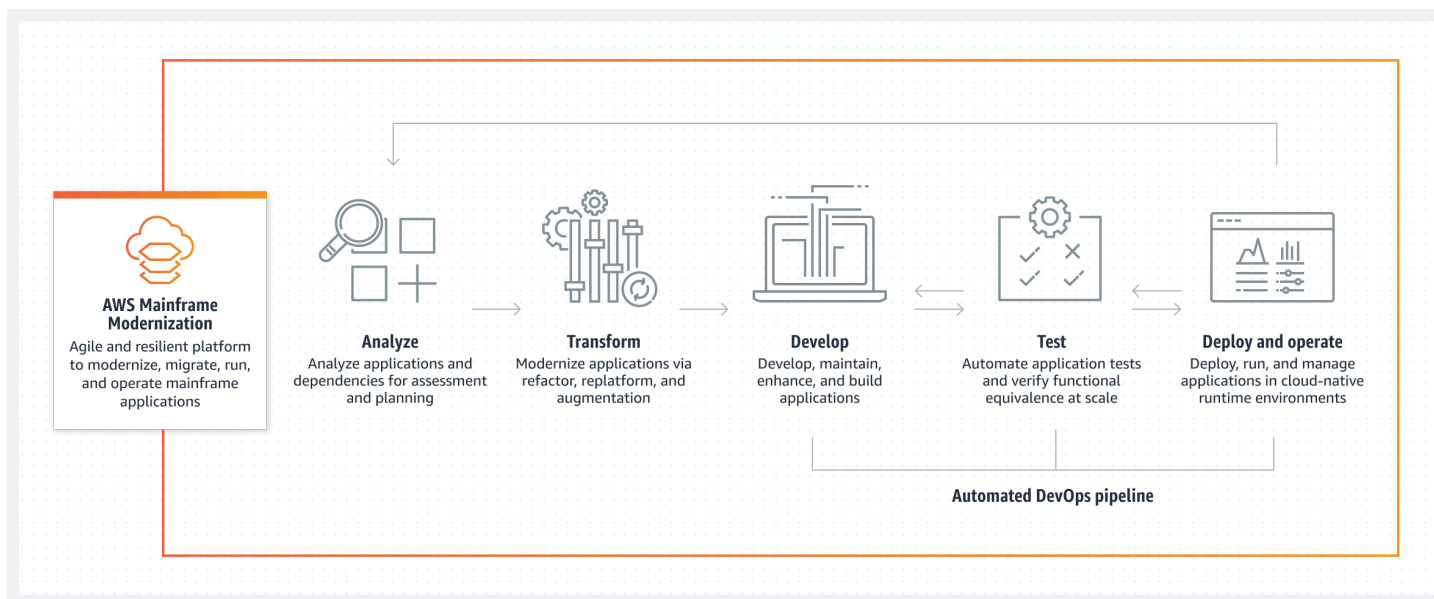 AWS Mainframe
Modernization
Agile and resilient platform
to modernize, migrate, run,
and operate mainframe
applications
Analyze
Analyze applications and
dependencies for assessment
and planning
Transform
Modernize applications via
refactor, replatform, and
augmentation
Develop
Develop, maintain,
enhance, and build
applications
Test
Automate application tests
and verify functional
equivalence at scale
Deploy and operate
Deploy, run, and manage
applications in cloud-native
runtime environments
Automated DevOps pipeline